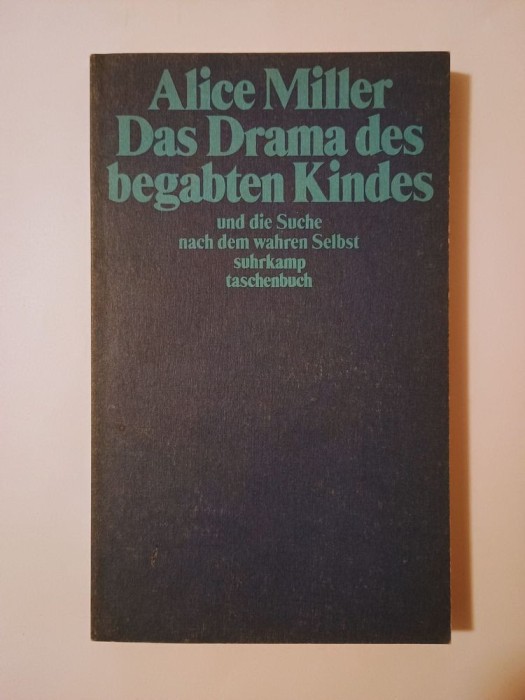 Alice Miller
Das Drama des
begabten Kindes
und die Suche
nach dem wahren Selbst
suhrkamp
taschenbuch